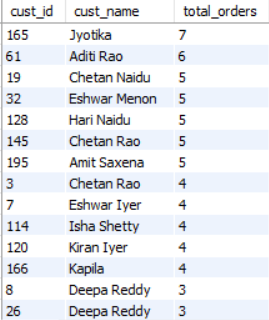 cust_id cust_name total_orders
165 Jyotika 7
61 Aditi Rao 6
19 Chetan Naidu 5
32 Eshwar Menon 5
128 Hari Naidu 5
145 Chetan Rao 5
195 Amit Saxena 5
3 Chetan Rao 4
7 Eshwar Iyer 4
114 Isha Shetty 4
120 Kiran Iyer 4
166 Kapila 4
8 Deepa Reddy 3
26 Deepa Reddy 3